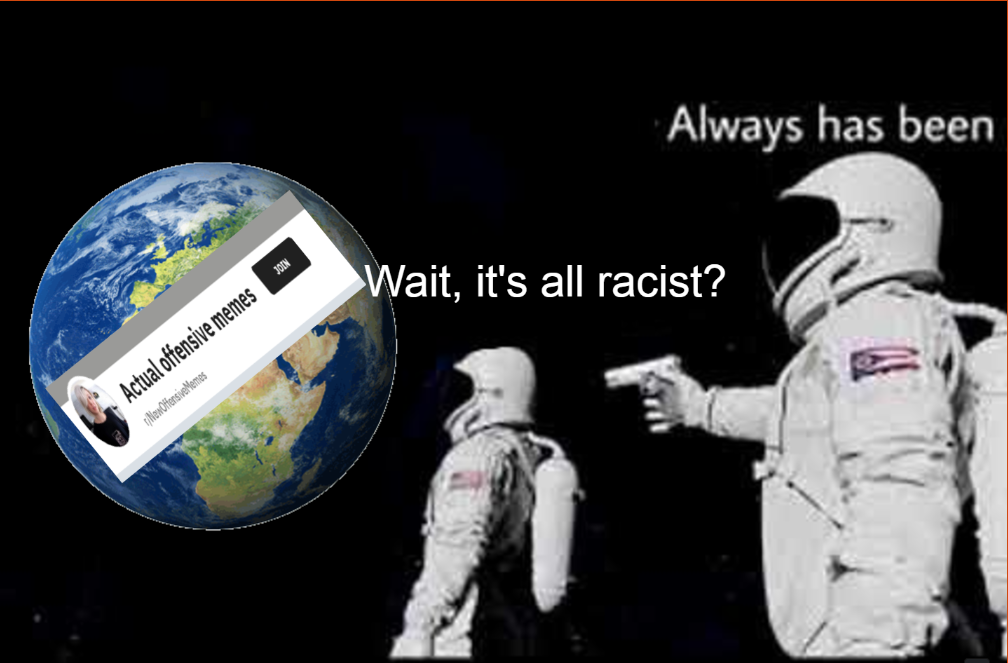 Always has been
Wait, it's all racist?
JOIN
Actual offensive memes
r/NewOffensiveMemes